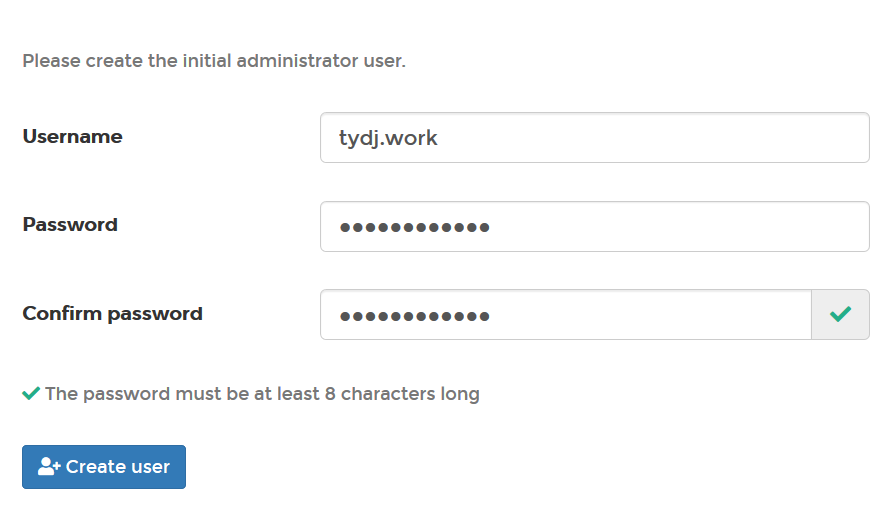 Please create the initial administrator user.
Username
tydj.work
Password
●●●●●●●●●●●●
Confirm password
●●●●●●●●●●●●
The password must be at least 8 characters long
Create user